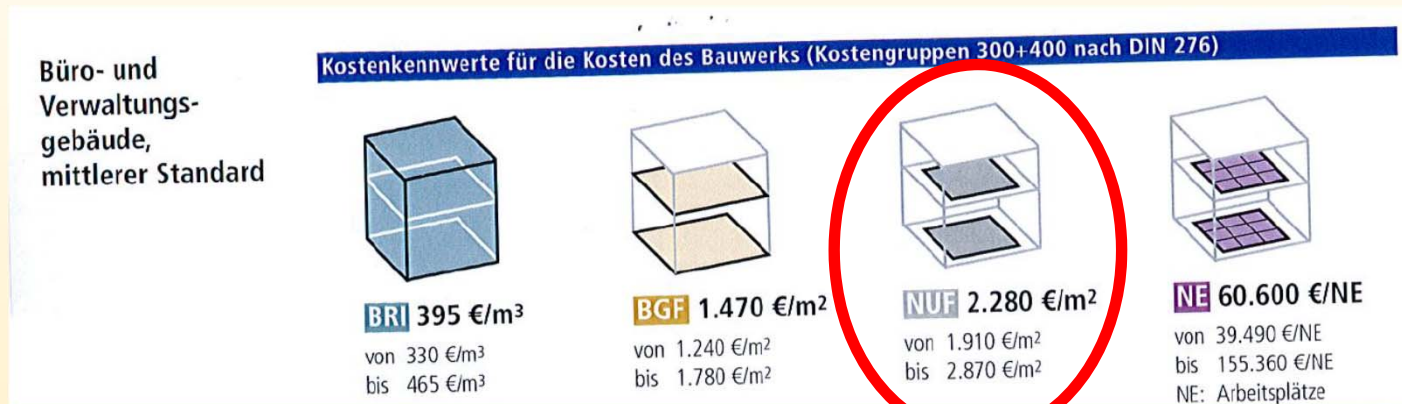 Büro- und
Verwaltungs-
gebäude,
mittlerer Standard
Kostenkennwerte für die Kosten des Bauwerks (Kostengruppen 300+400 nach DIN 276)
BRI 395 €/m³
von 330 €/m³
bis 465 €/m³
BGF 1.470 €/m²
von 1.240 €/m²
bis 1.780 €/m²
NUF 2.280 €/m²
von 1.910 €/m²
bis 2.870 €/m²
NE 60.600 €/NE
von 39.490 €/NE
bis 155.360 €/NE
NE: Arbeitsplätze